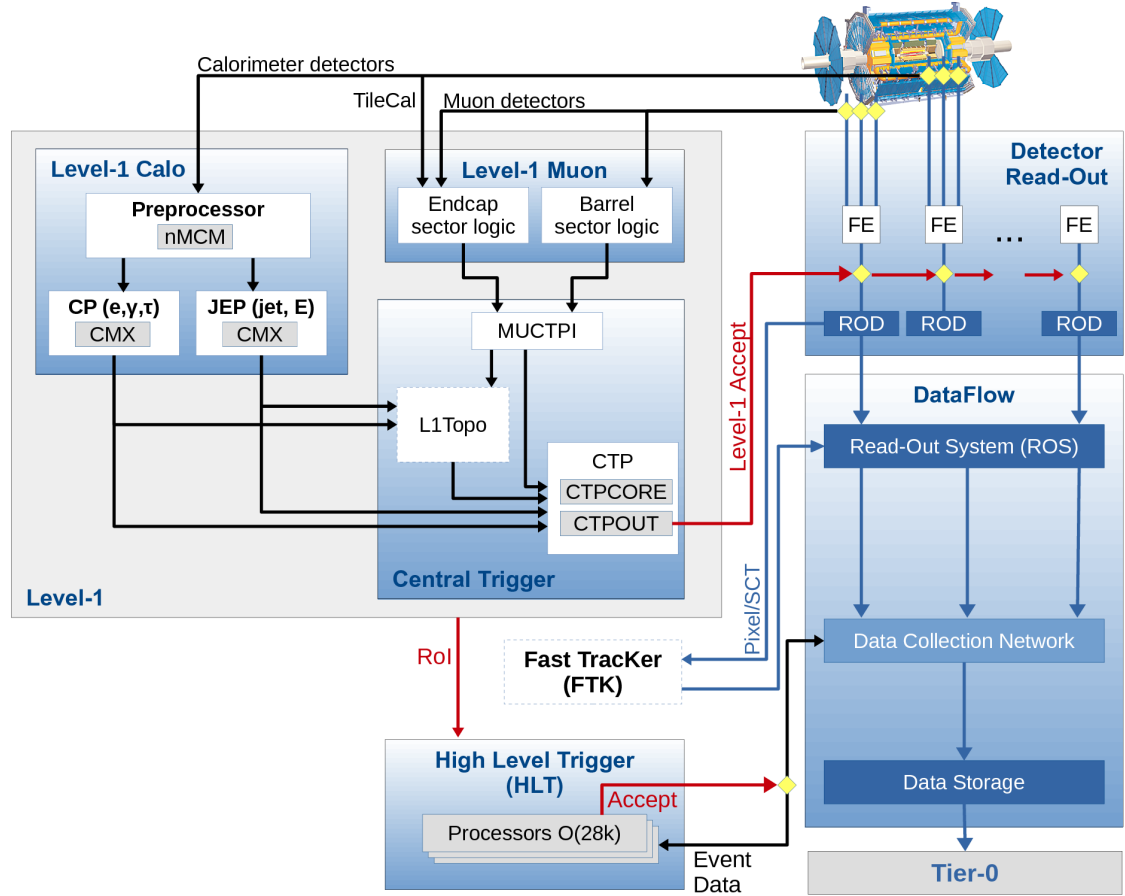 Calorimeter detectors
TileCal
Muon detectors
Level-1 Calo
Preprocessor
nMCM
CP (e,γ,τ)
CMX
JEP (jet, E)
CMX
Level-1 Muon
Endcap
sector logic
Barrel
sector logic
MUCTPI
L1Topo
CTP
CTPCORE
CTPOUT
Central Trigger
Level-1
Level-1 Accept
Detector
Read-Out
FE
FE
...
FE
ROD
ROD
ROD
DataFlow
Read-Out System (ROS)
Data Collection Network
Data Storage
Tier-0
Pixel/SCT
RoI
Fast TracKer
(FTK)
High Level Trigger
(HLT)
Accept
Processors O(28k)
Event
Data